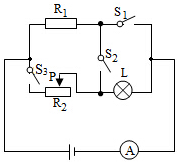 R₁ S₁
S₂
S₃ P L
R₂
A